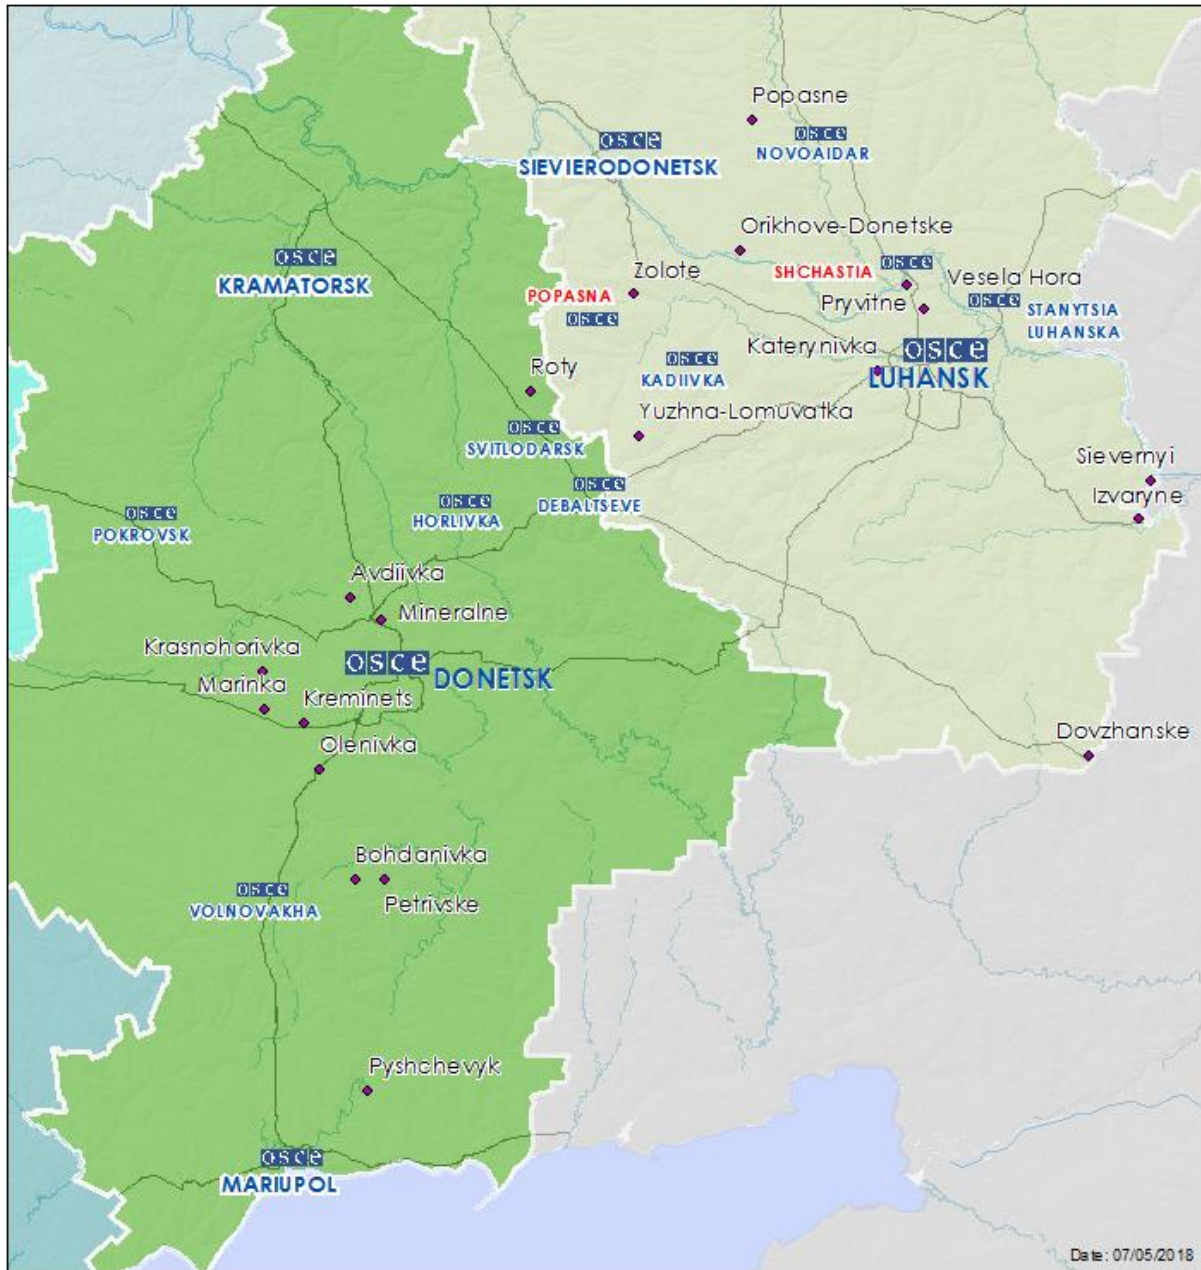 Popasne
osce
NOVOAIDAR
osce
SIEVIERODONETSK
Orikhove-Donetske
osce
KRAMATORSK
Zolote
SHCHASTIA
osce
Vesela Hora
POPASNA
osce
Pryvitne
osce
STANYTSIA
LUHANSKA
Katerynivka
osce
LUHANSK
osce
KADIIVKA
Roty
Yuzhna-Lomuvatka
osce
SVITLODARSK
Sievernyi
osce
DEBALTSEVE
Izvaryne
osce
HORLIVKA
osce
POKROVSK
Avdiivka
Mineralne
Krasnohorivka
osce
DONETSK
Marinka
Kreminets
Olenivka
Dovzhanske
Bohdanivka
osce
VOLNOVAKHA
Petrivske
Pyshchevyk
osce
MARIUPOL
Date: 07/05/2018